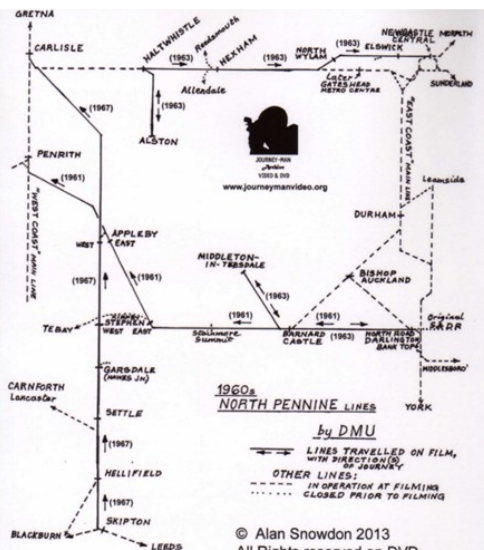 GRETNA
CARLISLE
HALTWHISTLE
Readsmouth
HEXHAM
Allendale
(1963)
(1963)
(1963)
ALSTON
NORTH WYLAM
(1963)
ELSWICK
(1963)
NEWCASTLE CENTRAL
MORPETH
SUNDERLAND
Later
GATESHEAD
METRO CENTRE
"EAST COAST" MAIN LINE
Leamside
DURHAM
(1967)
PENRITH
(1961)
"WEST COAST" MAIN LINE
JOURNEY-MAN
VIDEO & DVD
www.journeymanvideo.org
APPLEBY
WEST
EAST
(1967)
(1961)
MIDDLETON-
IN-TEESDALE
(1963)
BISHOP
AUCKLAND
TEBAY
STEPHEN
WEST
EAST
(1961)
Stainmore
Summit
BARNARD
CASTLE
(1961)
(1963)
NORTH ROAD
DARLINGTON
BANK TOP
Original
S&DR
MIDDLESBORO'
YORK
GARSDALE
(HAWES JN)
CARNFORTH
Lancaster
SETTLE
(1967)
HELLIFIELD
(1967)
SKIPTON
BLACKBURN
LEEDS
1960s
NORTH PENNINE LINES
by DMU
LINES TRAVELLED ON FILM,
WITH DIRECTION(S)
OF JOURNEY
OTHER LINES:
IN OPERATION AT FILMING
CLOSED PRIOR TO FILMING
© Alan Snowdon 2013
All Rights reserved on DVD